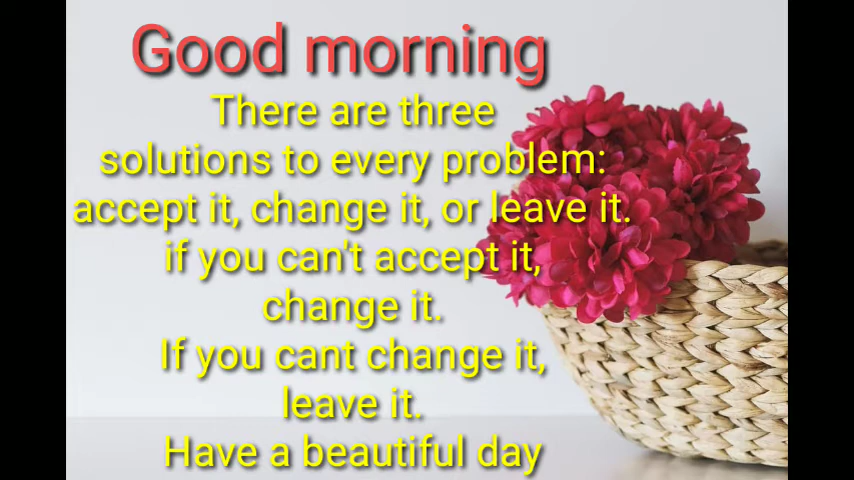 Good morning
There are three
solutions to every problem:
accept it, change it, or leave it.
if you can't accept it,
change it.
If you cant change it,
leave it.
Have a beautiful day